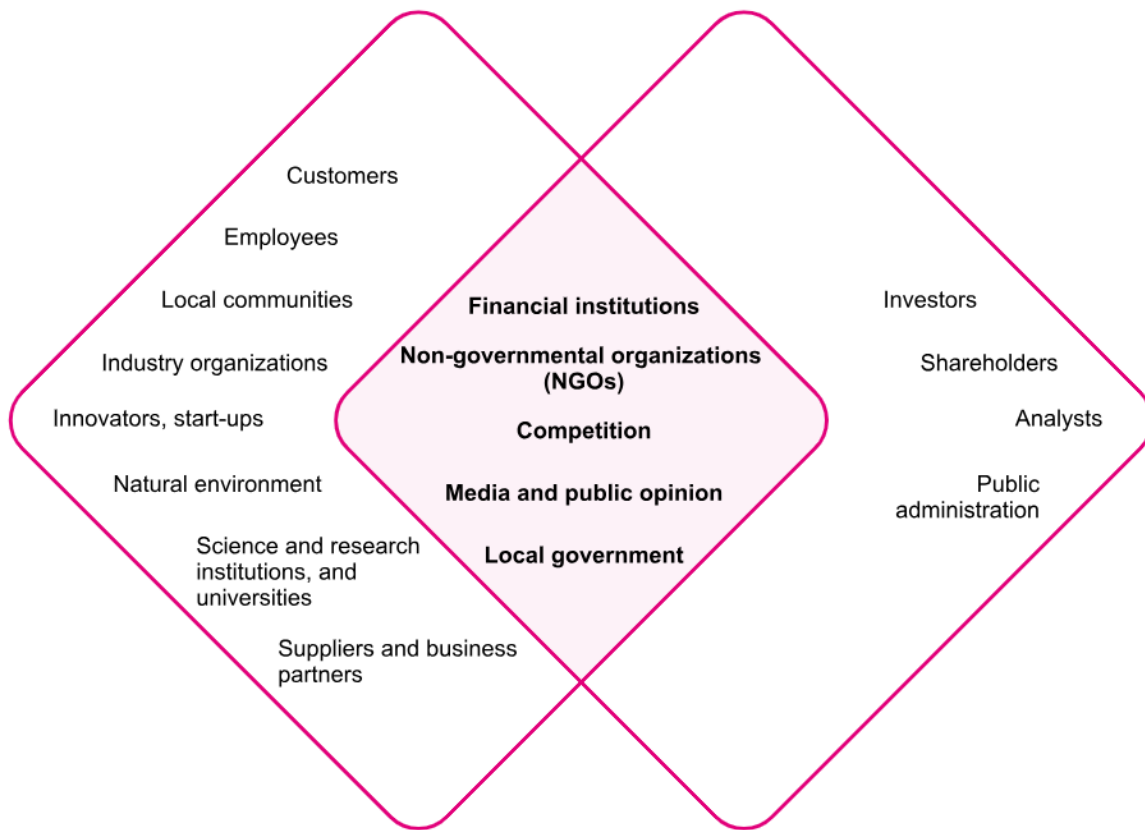 Customers
Employees
Local communities
Industry organizations
Innovators, start-ups
Natural environment
Science and research
institutions, and
universities
Suppliers and business
partners
Financial institutions
Non-governmental organizations
(NGOs)
Competition
Media and public opinion
Local government
Investors
Shareholders
Analysts
Public
administration